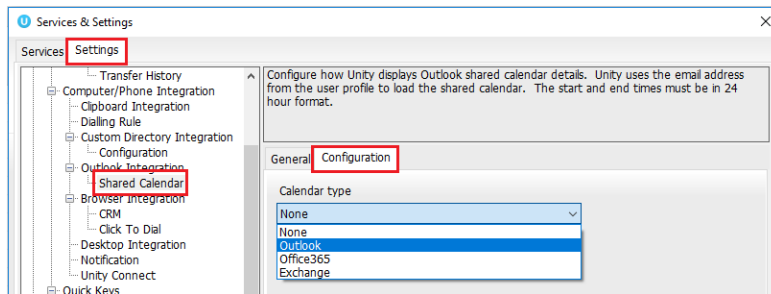 Services & Settings
Services
Settings
Transfer History
Computer/Phone Integration
Clipboard Integration
Dialling Rule
Custom Directory Integration
Configuration
Outlook Integration
Shared Calendar
Browser Integration
CRM
Click To Dial
Desktop Integration
Notification
Unity Connect
Quick Keys
Configure how Unity displays Outlook shared calendar details. Unity uses the email address
from the user profile to load the shared calendar. The start and end times must be in 24
hour format.
General
Configuration
Calendar type
None
None
Outlook
Office365
Exchange